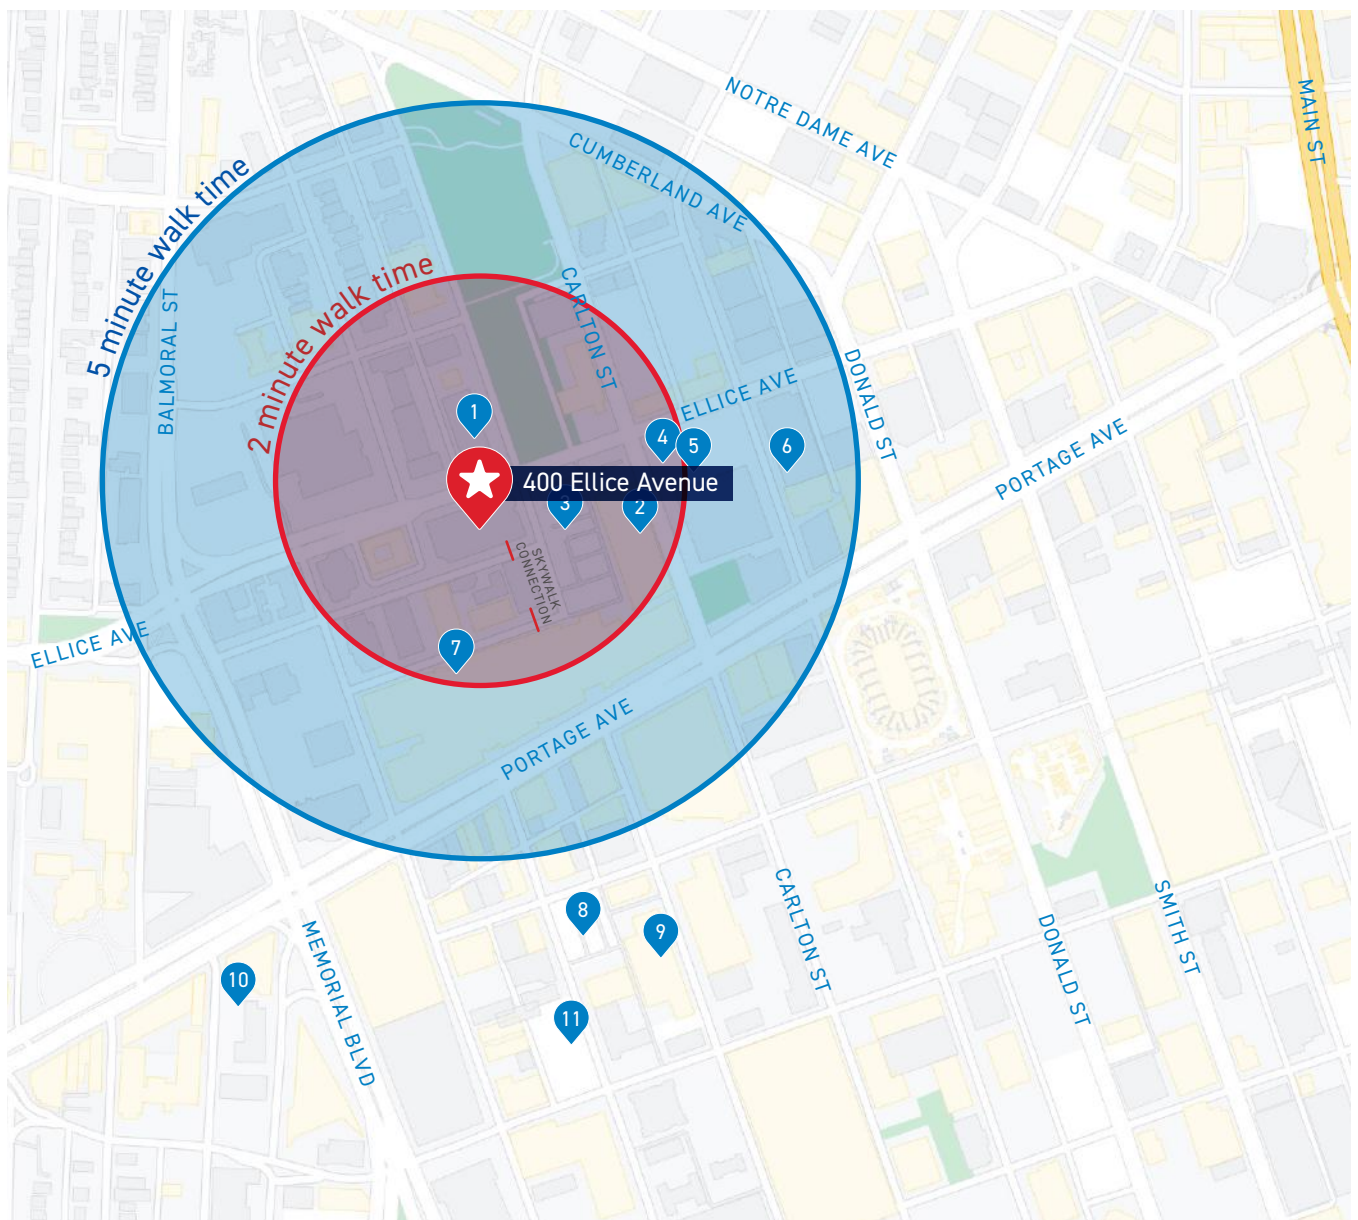 NOTRE DAME AVE
MAIN ST
CUMBERLAND AVE
5 minute walk time
2 minute walk time
BALMORAL ST
CARLTON ST
DONALD ST
ELLICE AVE
PORTAGE AVE
1
4
5
6
400 Ellice Avenue
3
2
SKYWALK
CONNECTION
7
ELLICE AVE
PORTAGE AVE
8
9
10
11
MEMORIAL BLVD
CARLTON ST
DONALD ST
SMITH ST